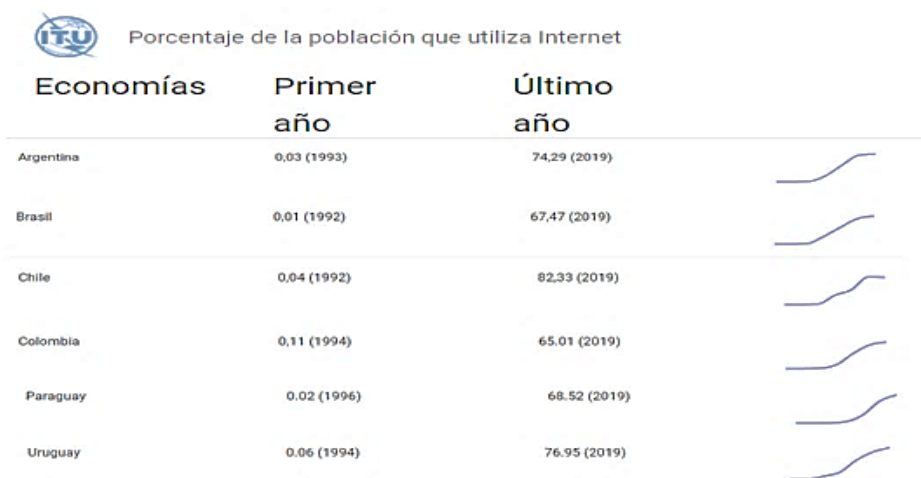 ITU
Porcentaje de la población que utiliza Internet
Economías Primer año Último año
Argentina 0,03 (1993) 74,29 (2019)
Brasil 0,01 (1992) 67,47 (2019)
Chile 0,04 (1992) 82,33 (2019)
Colombia 0,11 (1994) 65.01 (2019)
Paraguay 0.02 (1996) 68.52 (2019)
Uruguay 0.06 (1994) 76.95 (2019)